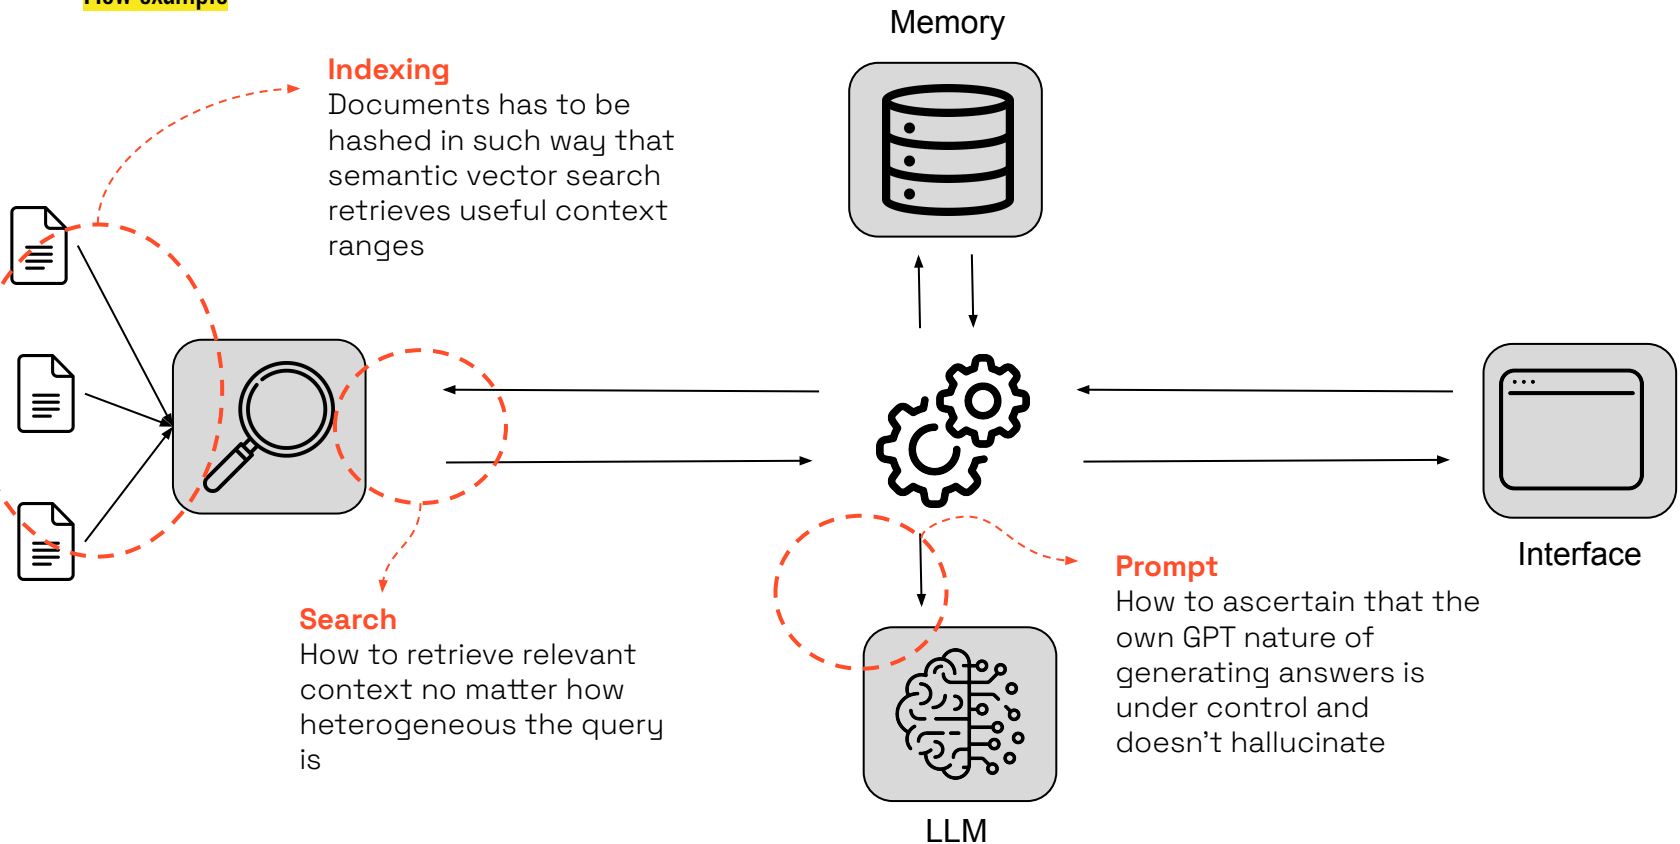 Flow example
Memory
Indexing
Documents has to be
hashed in such way that
semantic vector search
retrieves useful context
ranges
Interface
Prompt
How to ascertain that the
own GPT nature of
generating answers is
under control and
doesn't hallucinate
Search
How to retrieve relevant
context no matter how
heterogeneous the query
is
LLM